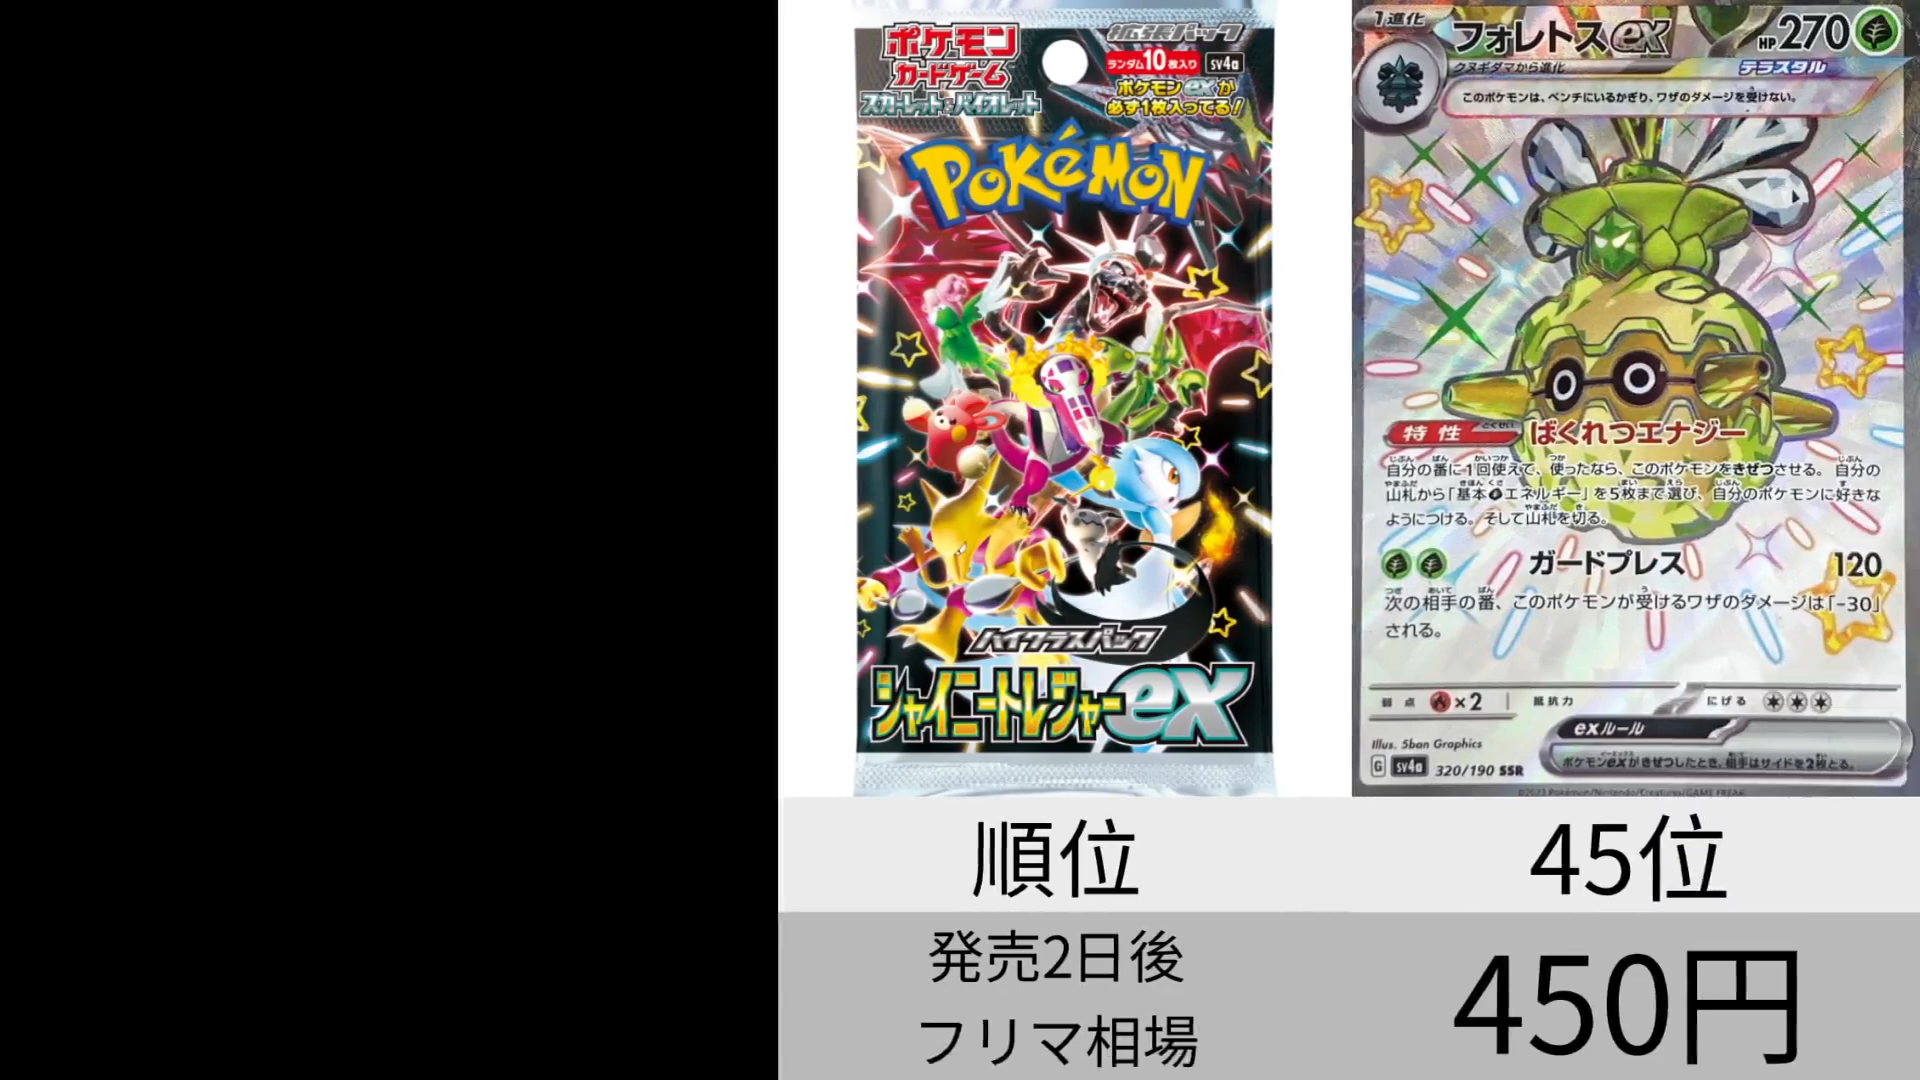 ポケモン
カードゲーム
スカーレット&バイオレット
拡張パック
ランダム10枚入り
SV4a
ポケモンexが
必ず1枚入ってる!
POKÉMON
TM
ハイクラスパック
シャイニートレジャーex
順位
発売2日後
フリマ相場
1進化
フォレトスex
HP270
クヌギダマから進化
テラスタル
このポケモンは、ベンチにいるかぎり、ワザのダメージを受けない。
特性 ばくれつエナジー
自分の番に1回使えて、使ったなら、このポケモンをきぜつさせる。自分の
山札から「基本エネルギー」を5枚まで選び、自分のポケモンに好きな
ようにつける。そして山札を切る。
ガードプレス 120
次の相手の番、このポケモンが受けるワザのダメージは「-30」
される。
弱点 ×2 抵抗力 にげる
exルール
ポケモンexがきぜつしたとき、相手はサイドを2枚とる。
Illus. 5ban Graphics
G SV4a 320/190 SSR
©2023 Pokémon/Nintendo/Creatures/GAME FREAK
45位
450円